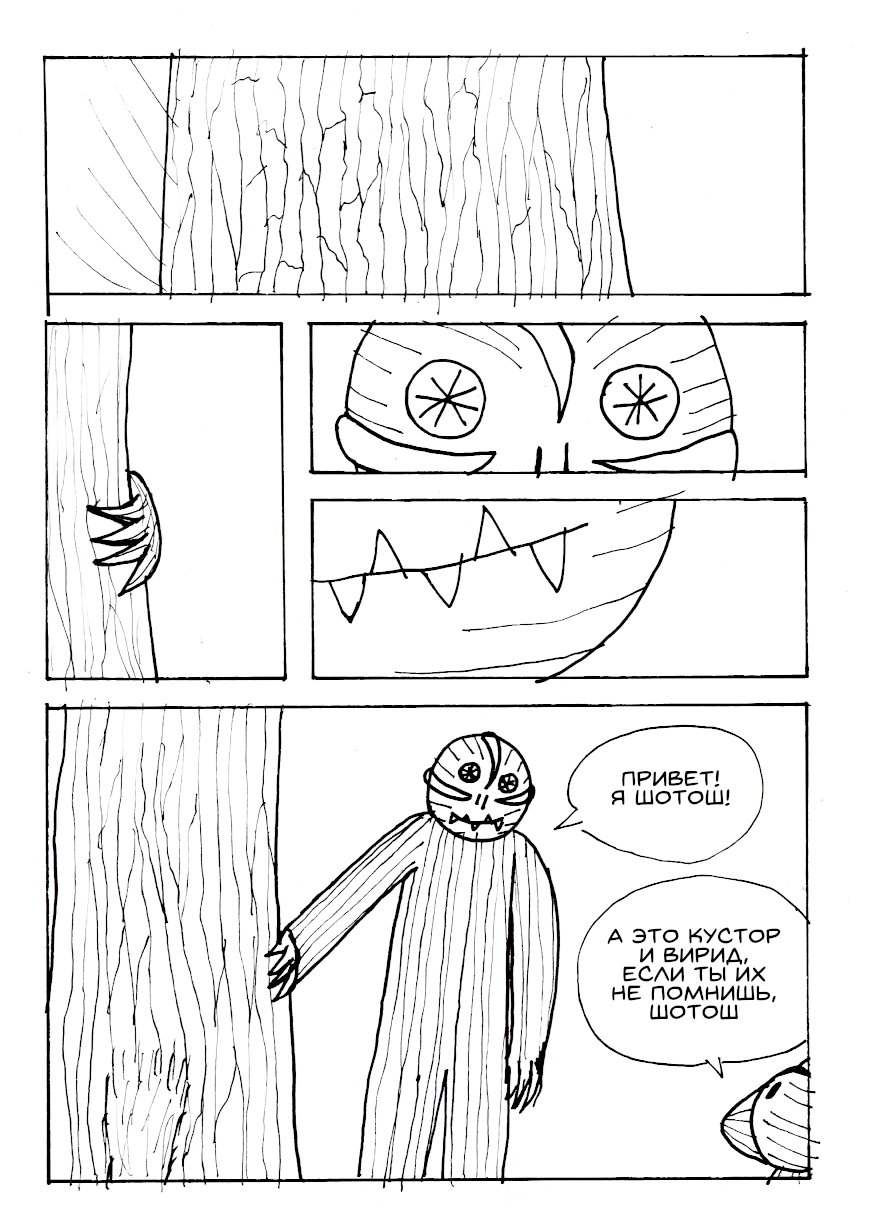 ПРИВЕТ!
Я ШОТОШ!
А ЭТО КУСТОР
И ВИРИД,
ЕСЛИ ТЫ ИХ
НЕ ПОМНИШЬ,
ШОТОШ